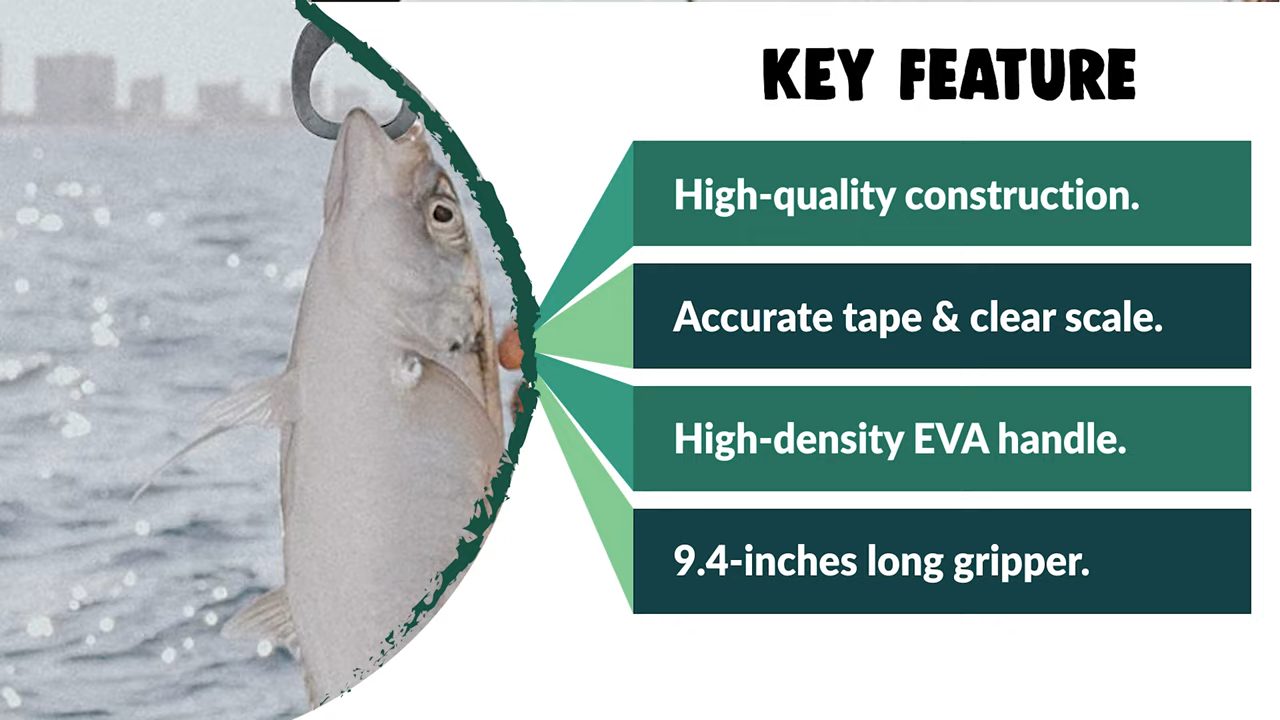 KEY FEATURE
High-quality construction.
Accurate tape & clear scale.
High-density EVA handle.
9.4-inches long gripper.